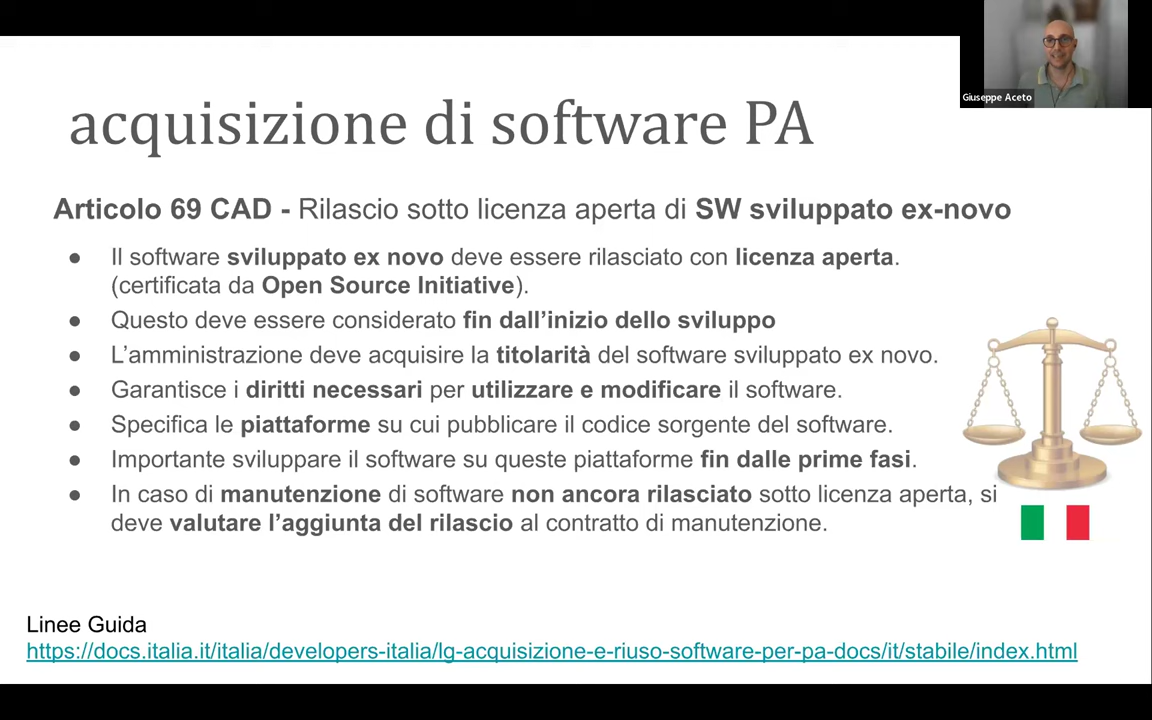 Giuseppe Aceto
acquisizione di software PA
Articolo 69 CAD - Rilascio sotto licenza aperta di SW sviluppato ex-novo
● Il software sviluppato ex novo deve essere rilasciato con licenza aperta.
(certificata da Open Source Initiative).
● Questo deve essere considerato fin dall’inizio dello sviluppo
● L’amministrazione deve acquisire la titolarità del software sviluppato ex novo.
● Garantisce i diritti necessari per utilizzare e modificare il software.
● Specifica le piattaforme su cui pubblicare il codice sorgente del software.
● Importante sviluppare il software su queste piattaforme fin dalle prime fasi.
● In caso di manutenzione di software non ancora rilasciato sotto licenza aperta, si
deve valutare l’aggiunta del rilascio al contratto di manutenzione.
Linee Guida
https://docs.italia.it/italia/developers-italia/lg-acquisizione-e-riuso-software-per-pa-docs/it/stabile/index.html